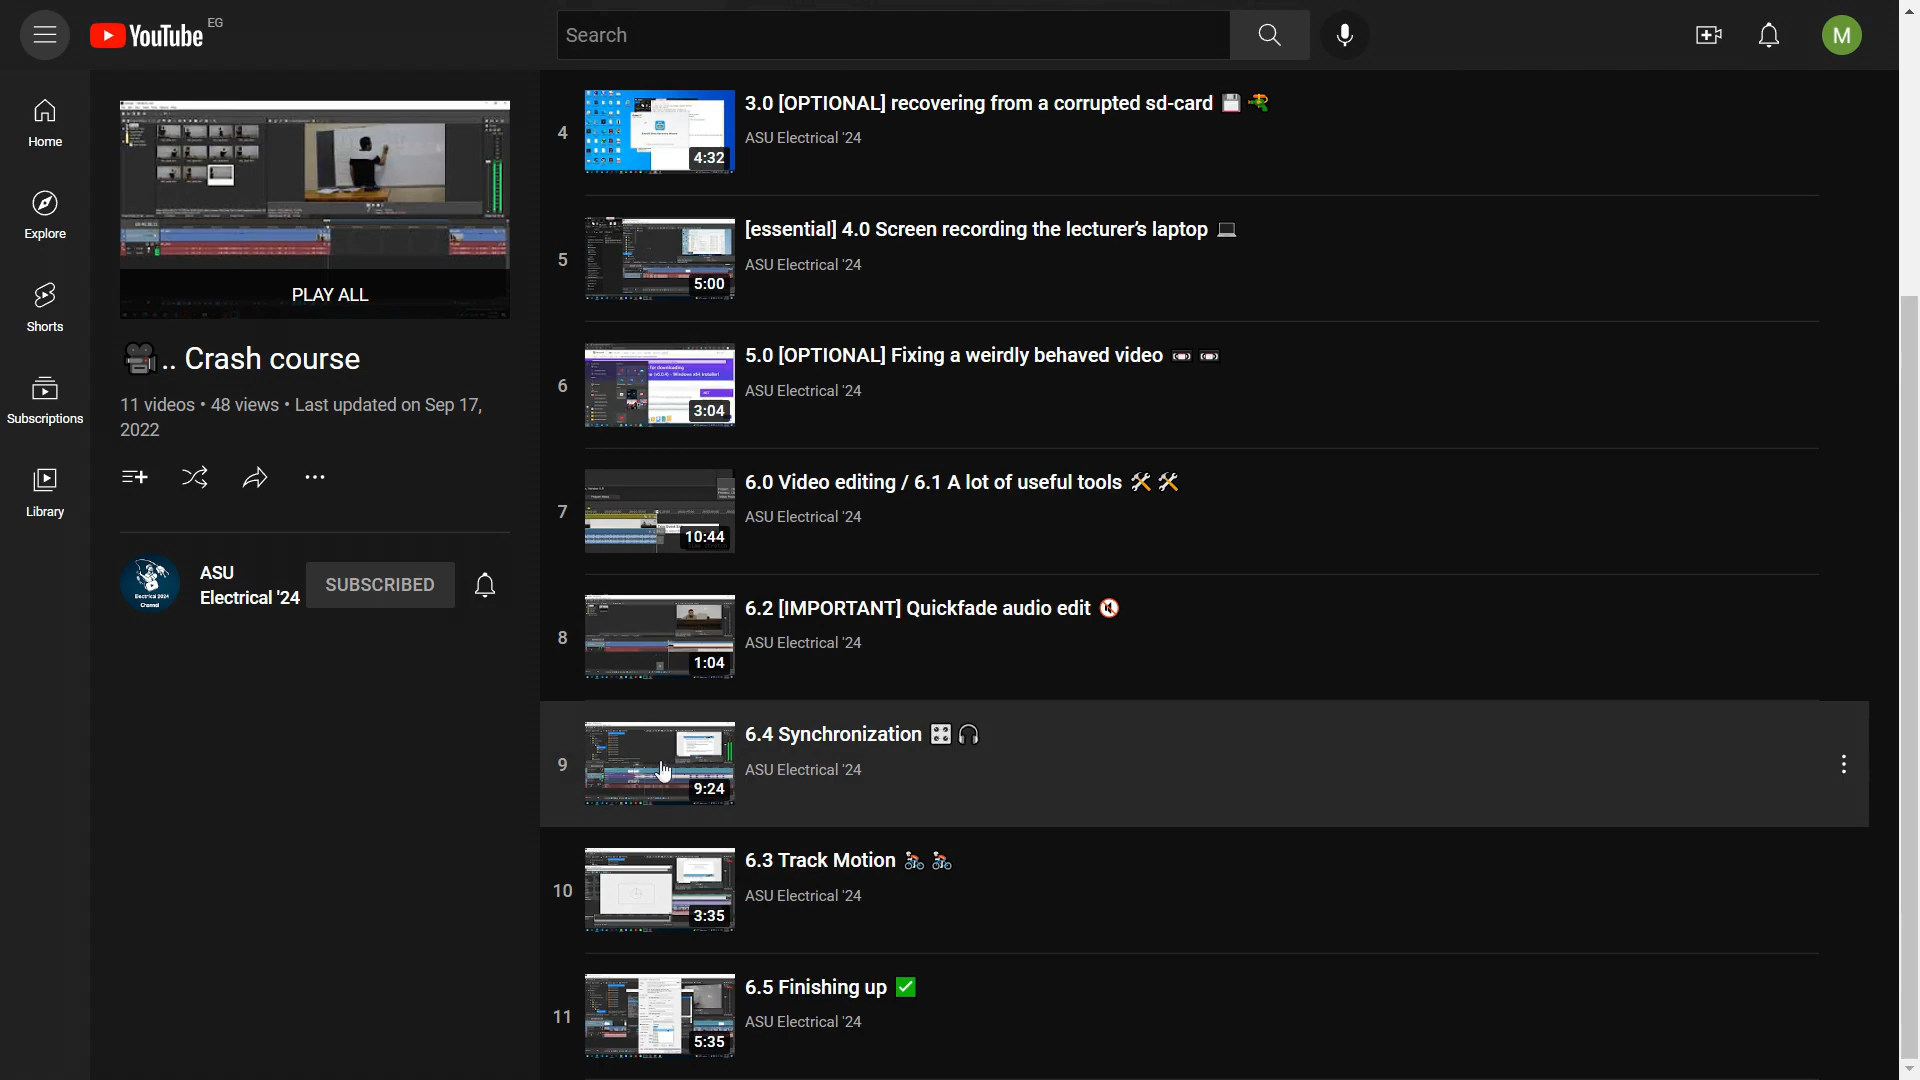 YouTube EG
Search
M
Home
Explore
Shorts
Subscriptions
Library
PLAY ALL
.. Crash course
11 videos • 48 views • Last updated on Sep 17,
2022
ASU
Electrical '24
SUBSCRIBED
4
4:32
3.0 [OPTIONAL] recovering from a corrupted sd-card
ASU Electrical '24
5
5:00
[essential] 4.0 Screen recording the lecturer’s laptop
ASU Electrical '24
6
3:04
5.0 [OPTIONAL] Fixing a weirdly behaved video
ASU Electrical '24
7
10:44
6.0 Video editing / 6.1 A lot of useful tools
ASU Electrical '24
8
1:04
6.2 [IMPORTANT] Quickfade audio edit
ASU Electrical '24
9
9:24
6.4 Synchronization
ASU Electrical '24
10
3:35
6.3 Track Motion
ASU Electrical '24
11
5:35
6.5 Finishing up
ASU Electrical '24